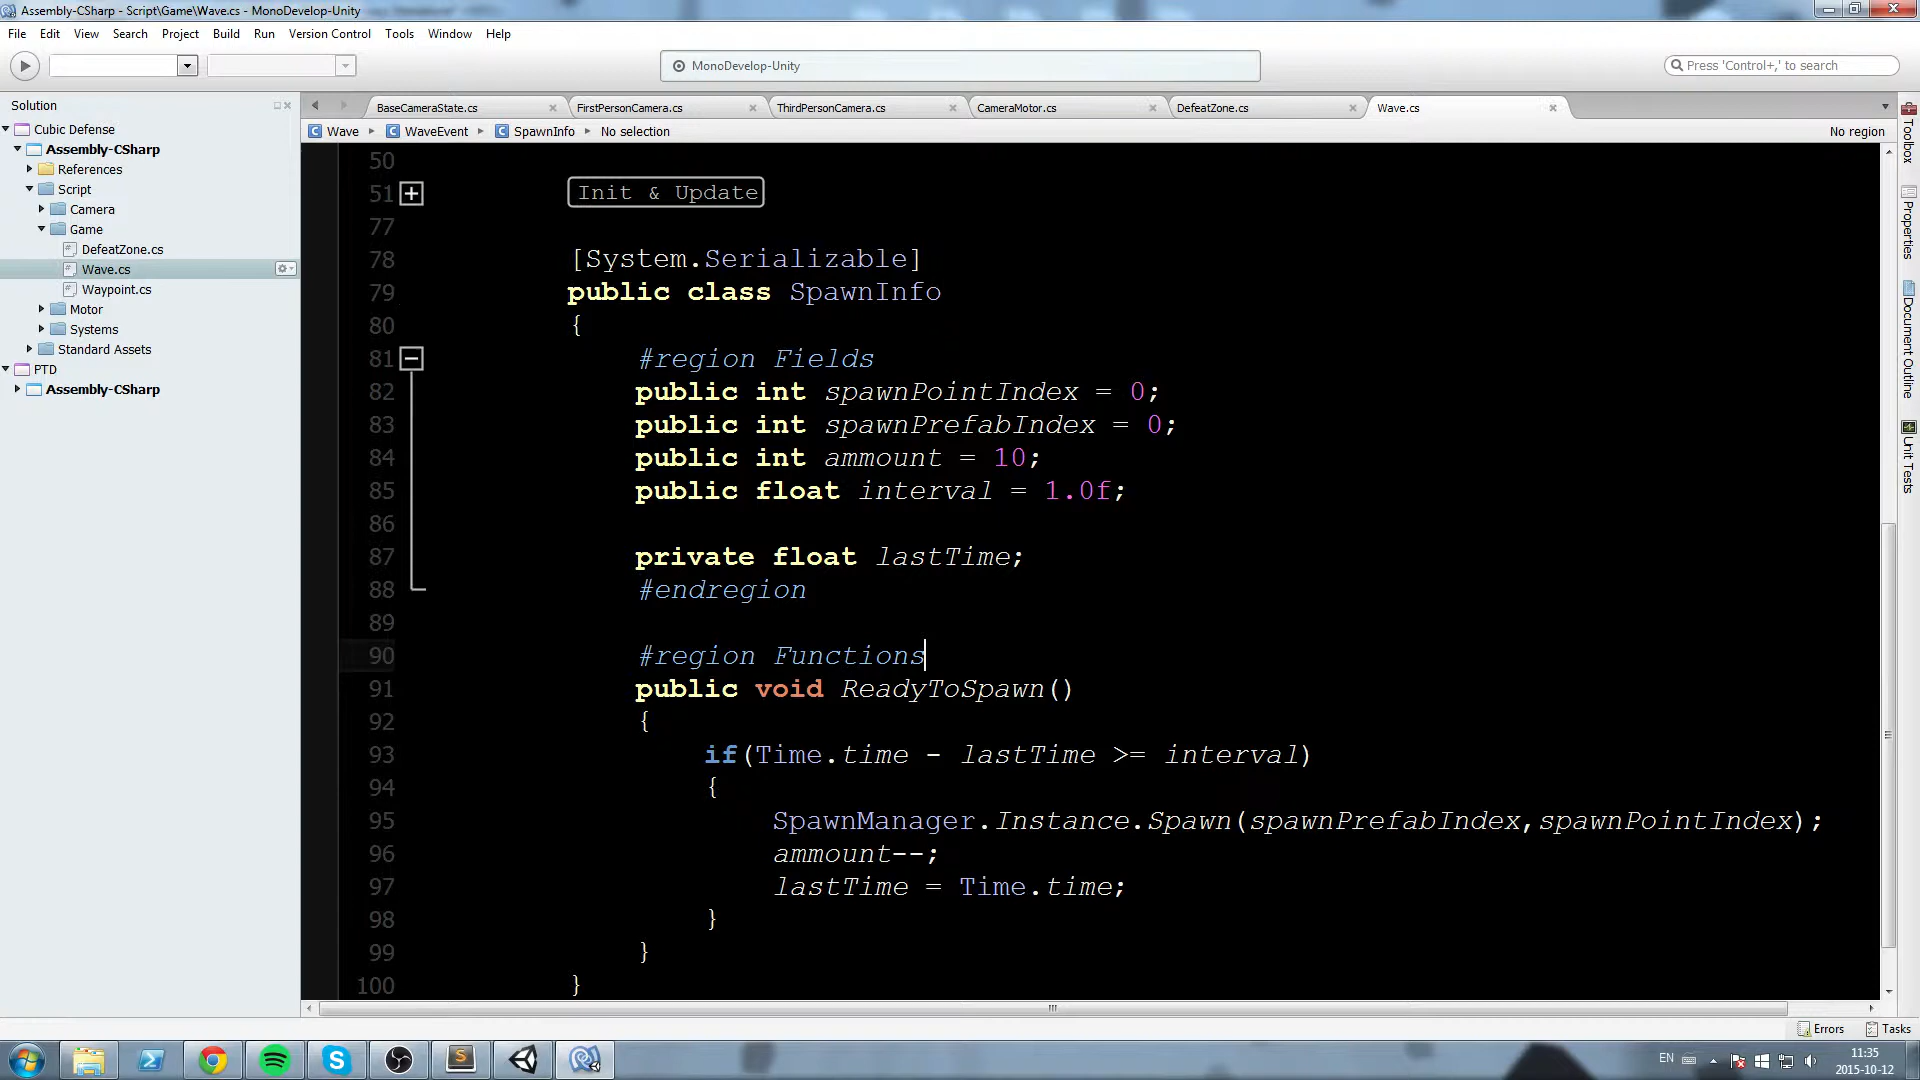 Assembly-CSharp - Script\Game\Wave.cs - MonoDevelop-Unity
File Edit View Search Project Build Run Version Control Tools Window Help
MonoDevelop-Unity
Press 'Control+,' to search
Solution
Cubic Defense
Assembly-CSharp
References
Script
Camera
Game
DefeatZone.cs
Wave.cs
Waypoint.cs
Motor
Systems
Standard Assets
PTD
Assembly-CSharp
BaseCameraState.cs FirstPersonCamera.cs ThirdPersonCamera.cs CameraMotor.cs DefeatZone.cs Wave.cs
Wave WaveEvent SpawnInfo No selection No region
50
51 Init & Update
77
78 [System.Serializable]
79 public class SpawnInfo
80 {
81 #region Fields
82 public int spawnPointIndex = 0;
83 public int spawnPrefabIndex = 0;
84 public int ammount = 10;
85 public float interval = 1.0f;
86
87 private float lastTime;
88 #endregion
89
90 #region Functions
91 public void ReadyToSpawn()
92 {
93 if(Time.time - lastTime >= interval)
94 {
95 SpawnManager.Instance.Spawn(spawnPrefabIndex,spawnPointIndex);
96 ammount--;
97 lastTime = Time.time;
98 }
99 }
100 }
Toolbox
Properties
Document Outline
Unit Tests
Errors Tasks
EN
11:35
2015-10-12